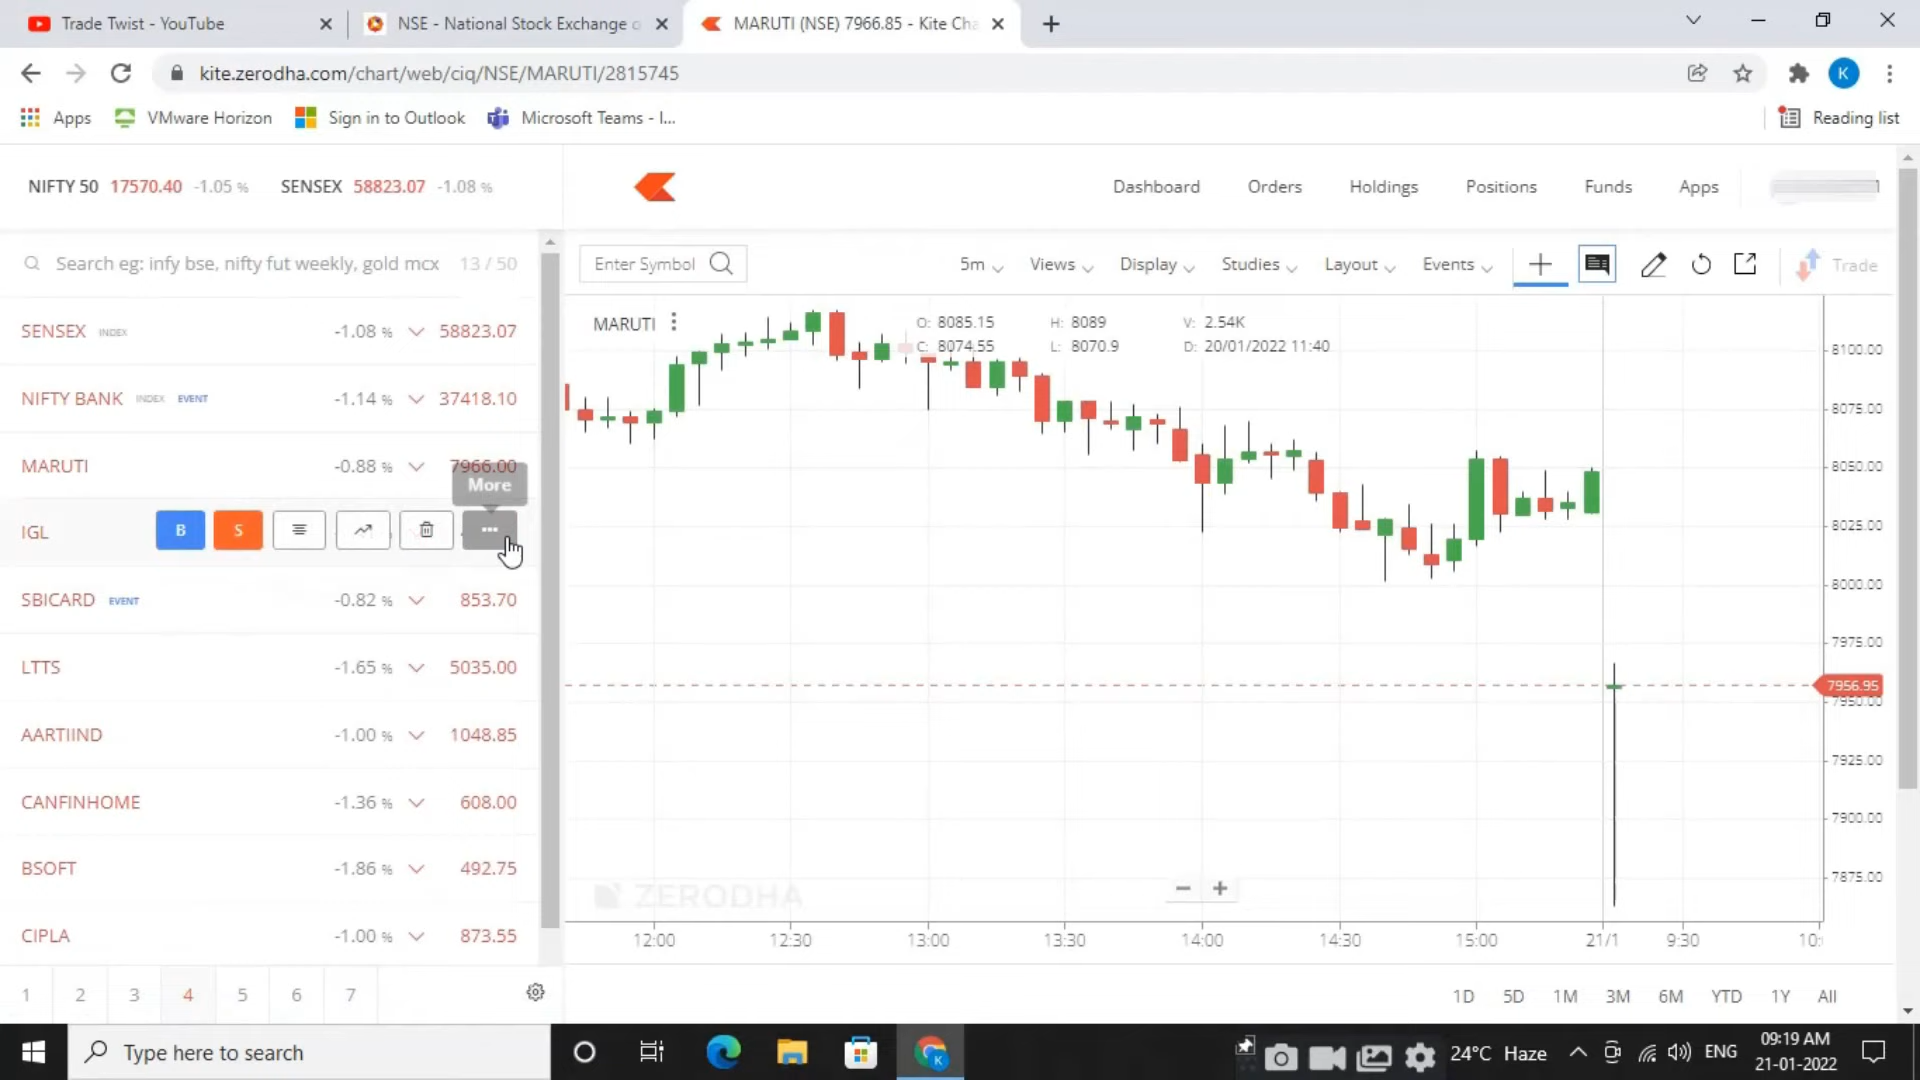 Trade Twist - YouTube
NSE - National Stock Exchange o
MARUTI (NSE) 7966.85 - Kite Cha
kite.zerodha.com/chart/web/ciq/NSE/MARUTI/2815745
K
Apps
VMware Horizon
Sign in to Outlook
Microsoft Teams - I...
Reading list
NIFTY 50 17570.40 -1.05 %
SENSEX 58823.07 -1.08 %
Dashboard
Orders
Holdings
Positions
Funds
Apps
Search eg: infy bse, nifty fut weekly, gold mcx 13 / 50
Enter Symbol
5m
Views
Display
Studies
Layout
Events
Trade
SENSEX INDEX -1.08 % 58823.07
NIFTY BANK INDEX EVENT -1.14 % 37418.10
MARUTI -0.88 % 7966.00
More
IGL B S
SBICARD EVENT -0.82 % 853.70
LTTS -1.65 % 5035.00
AARTIIND -1.00 % 1048.85
CANFINHOME -1.36 % 608.00
BSOFT -1.86 % 492.75
CIPLA -1.00 % 873.55
1 2 3 4 5 6 7
MARUTI
O: 8085.15 H: 8089 V: 2.54K
C: 8074.55 L: 8070.9 D: 20/01/2022 11:40
8100.00
8075.00
8050.00
8025.00
8000.00
7975.00
7956.95
7950.00
7925.00
7900.00
7875.00
ZERODHA
12:00 12:30 13:00 13:30 14:00 14:30 15:00 21/1 9:30 10:
1D 5D 1M 3M 6M YTD 1Y All
Type here to search
K
24°C Haze
ENG
09:19 AM
21-01-2022